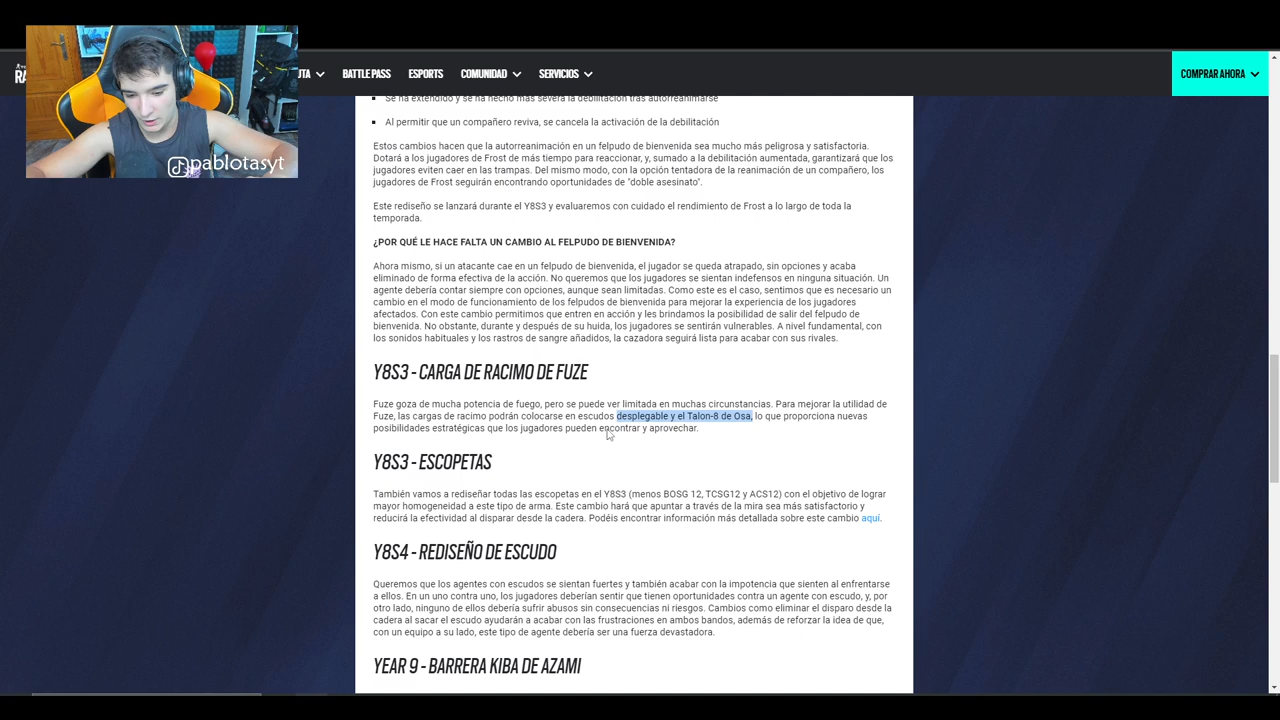 RA
UTA
BATTLE PASS
ESPORTS
COMUNIDAD
SERVICIOS
COMPRAR AHORA
pablotasyt
Se ha extendido y se ha hecho más severa la debilitación tras autorreanimarse
Al permitir que un compañero reviva, se cancela la activación de la debilitación
Estos cambios hacen que la autorreanimación en un felpudo de bienvenida sea mucho más peligrosa y satisfactoria.
Dotará a los jugadores de Frost de más tiempo para reaccionar, y, sumado a la debilitación aumentada, garantizará que los
jugadores eviten caer en las trampas. Del mismo modo, con la opción tentadora de la reanimación de un compañero, los
jugadores de Frost seguirán encontrando oportunidades de "doble asesinato".
Este rediseño se lanzará durante el Y8S3 y evaluaremos con cuidado el rendimiento de Frost a lo largo de toda la
temporada.
¿POR QUÉ LE HACE FALTA UN CAMBIO AL FELPUDO DE BIENVENIDA?
Ahora mismo, si un atacante cae en un felpudo de bienvenida, el jugador se queda atrapado, sin opciones y acaba
eliminado de forma efectiva de la acción. No queremos que los jugadores se sientan indefensos en ninguna situación. Un
agente debería contar siempre con opciones, aunque sean limitadas. Como este es el caso, sentimos que es necesario un
cambio en el modo de funcionamiento de los felpudos de bienvenida para mejorar la experiencia de los jugadores
afectados. Con este cambio permitimos que entren en acción y les brindamos la posibilidad de salir del felpudo de
bienvenida. No obstante, durante y después de su huida, los jugadores se sentirán vulnerables. A nivel fundamental, con
los sonidos habituales y los rastros de sangre añadidos, la cazadora seguirá lista para acabar con sus rivales.
Y8S3 - CARGA DE RACIMO DE FUZE
Fuze goza de mucha potencia de fuego, pero se puede ver limitada en muchas circunstancias. Para mejorar la utilidad de
Fuze, las cargas de racimo podrán colocarse en escudos desplegable y el Talon-8 de Osa, lo que proporciona nuevas
posibilidades estratégicas que los jugadores pueden encontrar y aprovechar.
Y8S3 - ESCOPETAS
También vamos a rediseñar todas las escopetas en el Y8S3 (menos BOSG 12, TCSG12 y ACS12) con el objetivo de lograr
mayor homogeneidad a este tipo de arma. Este cambio hará que apuntar a través de la mira sea más satisfactorio y
reducirá la efectividad al disparar desde la cadera. Podéis encontrar información más detallada sobre este cambio aquí.
Y8S4 - REDISEÑO DE ESCUDO
Queremos que los agentes con escudos se sientan fuertes y también acabar con la impotencia que sienten al enfrentarse
a ellos. En un uno contra uno, los jugadores deberían sentir que tienen oportunidades contra un agente con escudo, y, por
otro lado, ninguno de ellos debería sufrir abusos sin consecuencias ni riesgos. Cambios como eliminar el disparo desde la
cadera al sacar el escudo ayudarán a acabar con las frustraciones en ambos bandos, además de reforzar la idea de que,
con un equipo a su lado, este tipo de agente debería ser una fuerza devastadora.
YEAR 9 - BARRERA KIBA DE AZAMI